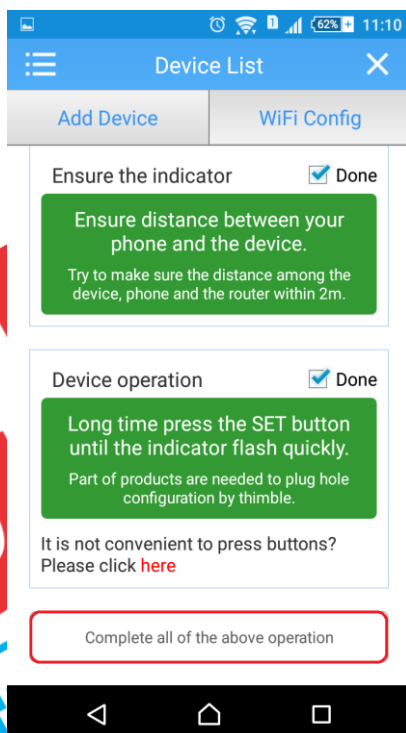 62% 11:10
Device List
Add Device WiFi Config
Ensure the indicator Done
Ensure distance between your
phone and the device.
Try to make sure the distance among the
device, phone and the router within 2m.
Device operation Done
Long time press the SET button
until the indicator flash quickly.
Part of products are needed to plug hole
configuration by thimble.
It is not convenient to press buttons?
Please click here
Complete all of the above operation